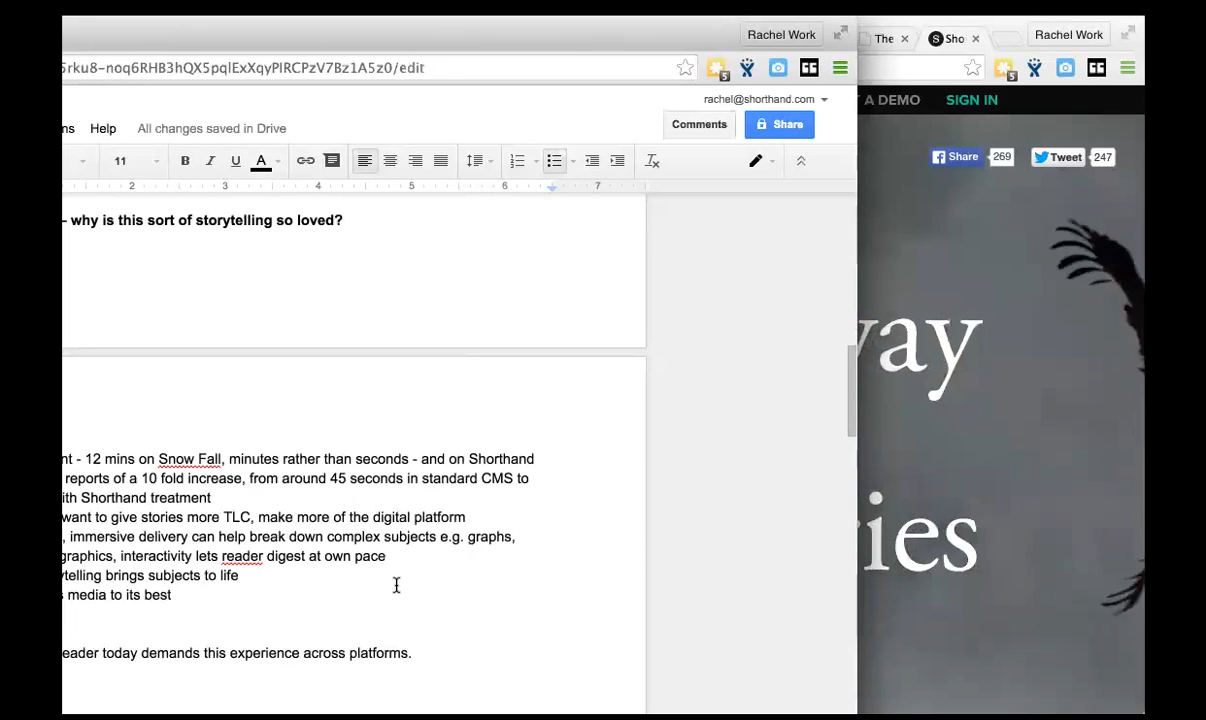 Rachel Work
The
Sho
Rachel Work
5rku8-noq6RHB3hQX5pqlExXqyPIRCPzV7Bz1A5z0/edit
5
5
rachel@shorthand.com
A DEMO
SIGN IN
ns Help All changes saved in Drive
Comments
Share
11
B I U A
2 3 4 5 6 7
Share 269
Tweet 247
– why is this sort of storytelling so loved?
way
nt - 12 mins on Snow Fall, minutes rather than seconds - and on Shorthand
reports of a 10 fold increase, from around 45 seconds in standard CMS to
ith Shorthand treatment
want to give stories more TLC, make more of the digital platform
, immersive delivery can help break down complex subjects e.g. graphs,
graphics, interactivity lets reader digest at own pace
ytelling brings subjects to life
s media to its best
ries
eader today demands this experience across platforms.